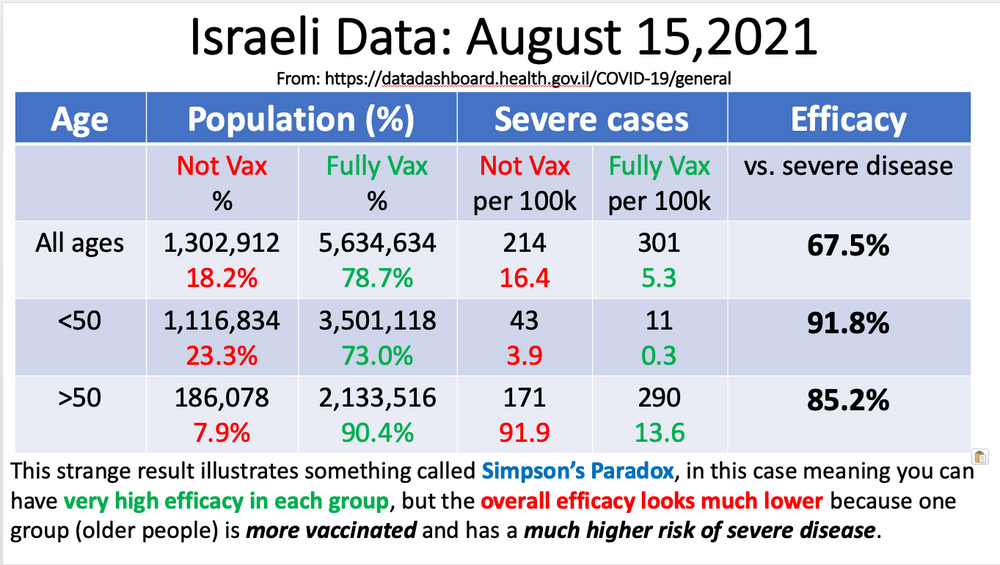 Israeli Data: August 15,2021
From: https://datadashboard.health.gov.il/COVID-19/general
Age Population (%) Severe cases Efficacy
Not Vax Fully Vax Not Vax Fully Vax vs. severe disease
% % per 100k per 100k
All ages 1,302,912 5,634,634 214 301 67.5%
18.2% 78.7% 16.4 5.3
<50 1,116,834 3,501,118 43 11 91.8%
23.3% 73.0% 3.9 0.3
>50 186,078 2,133,516 171 290 85.2%
7.9% 90.4% 91.9 13.6
This strange result illustrates something called Simpson's Paradox, in this case meaning you can
have very high efficacy in each group, but the overall efficacy looks much lower because one
group (older people) is more vaccinated and has a much higher risk of severe disease.